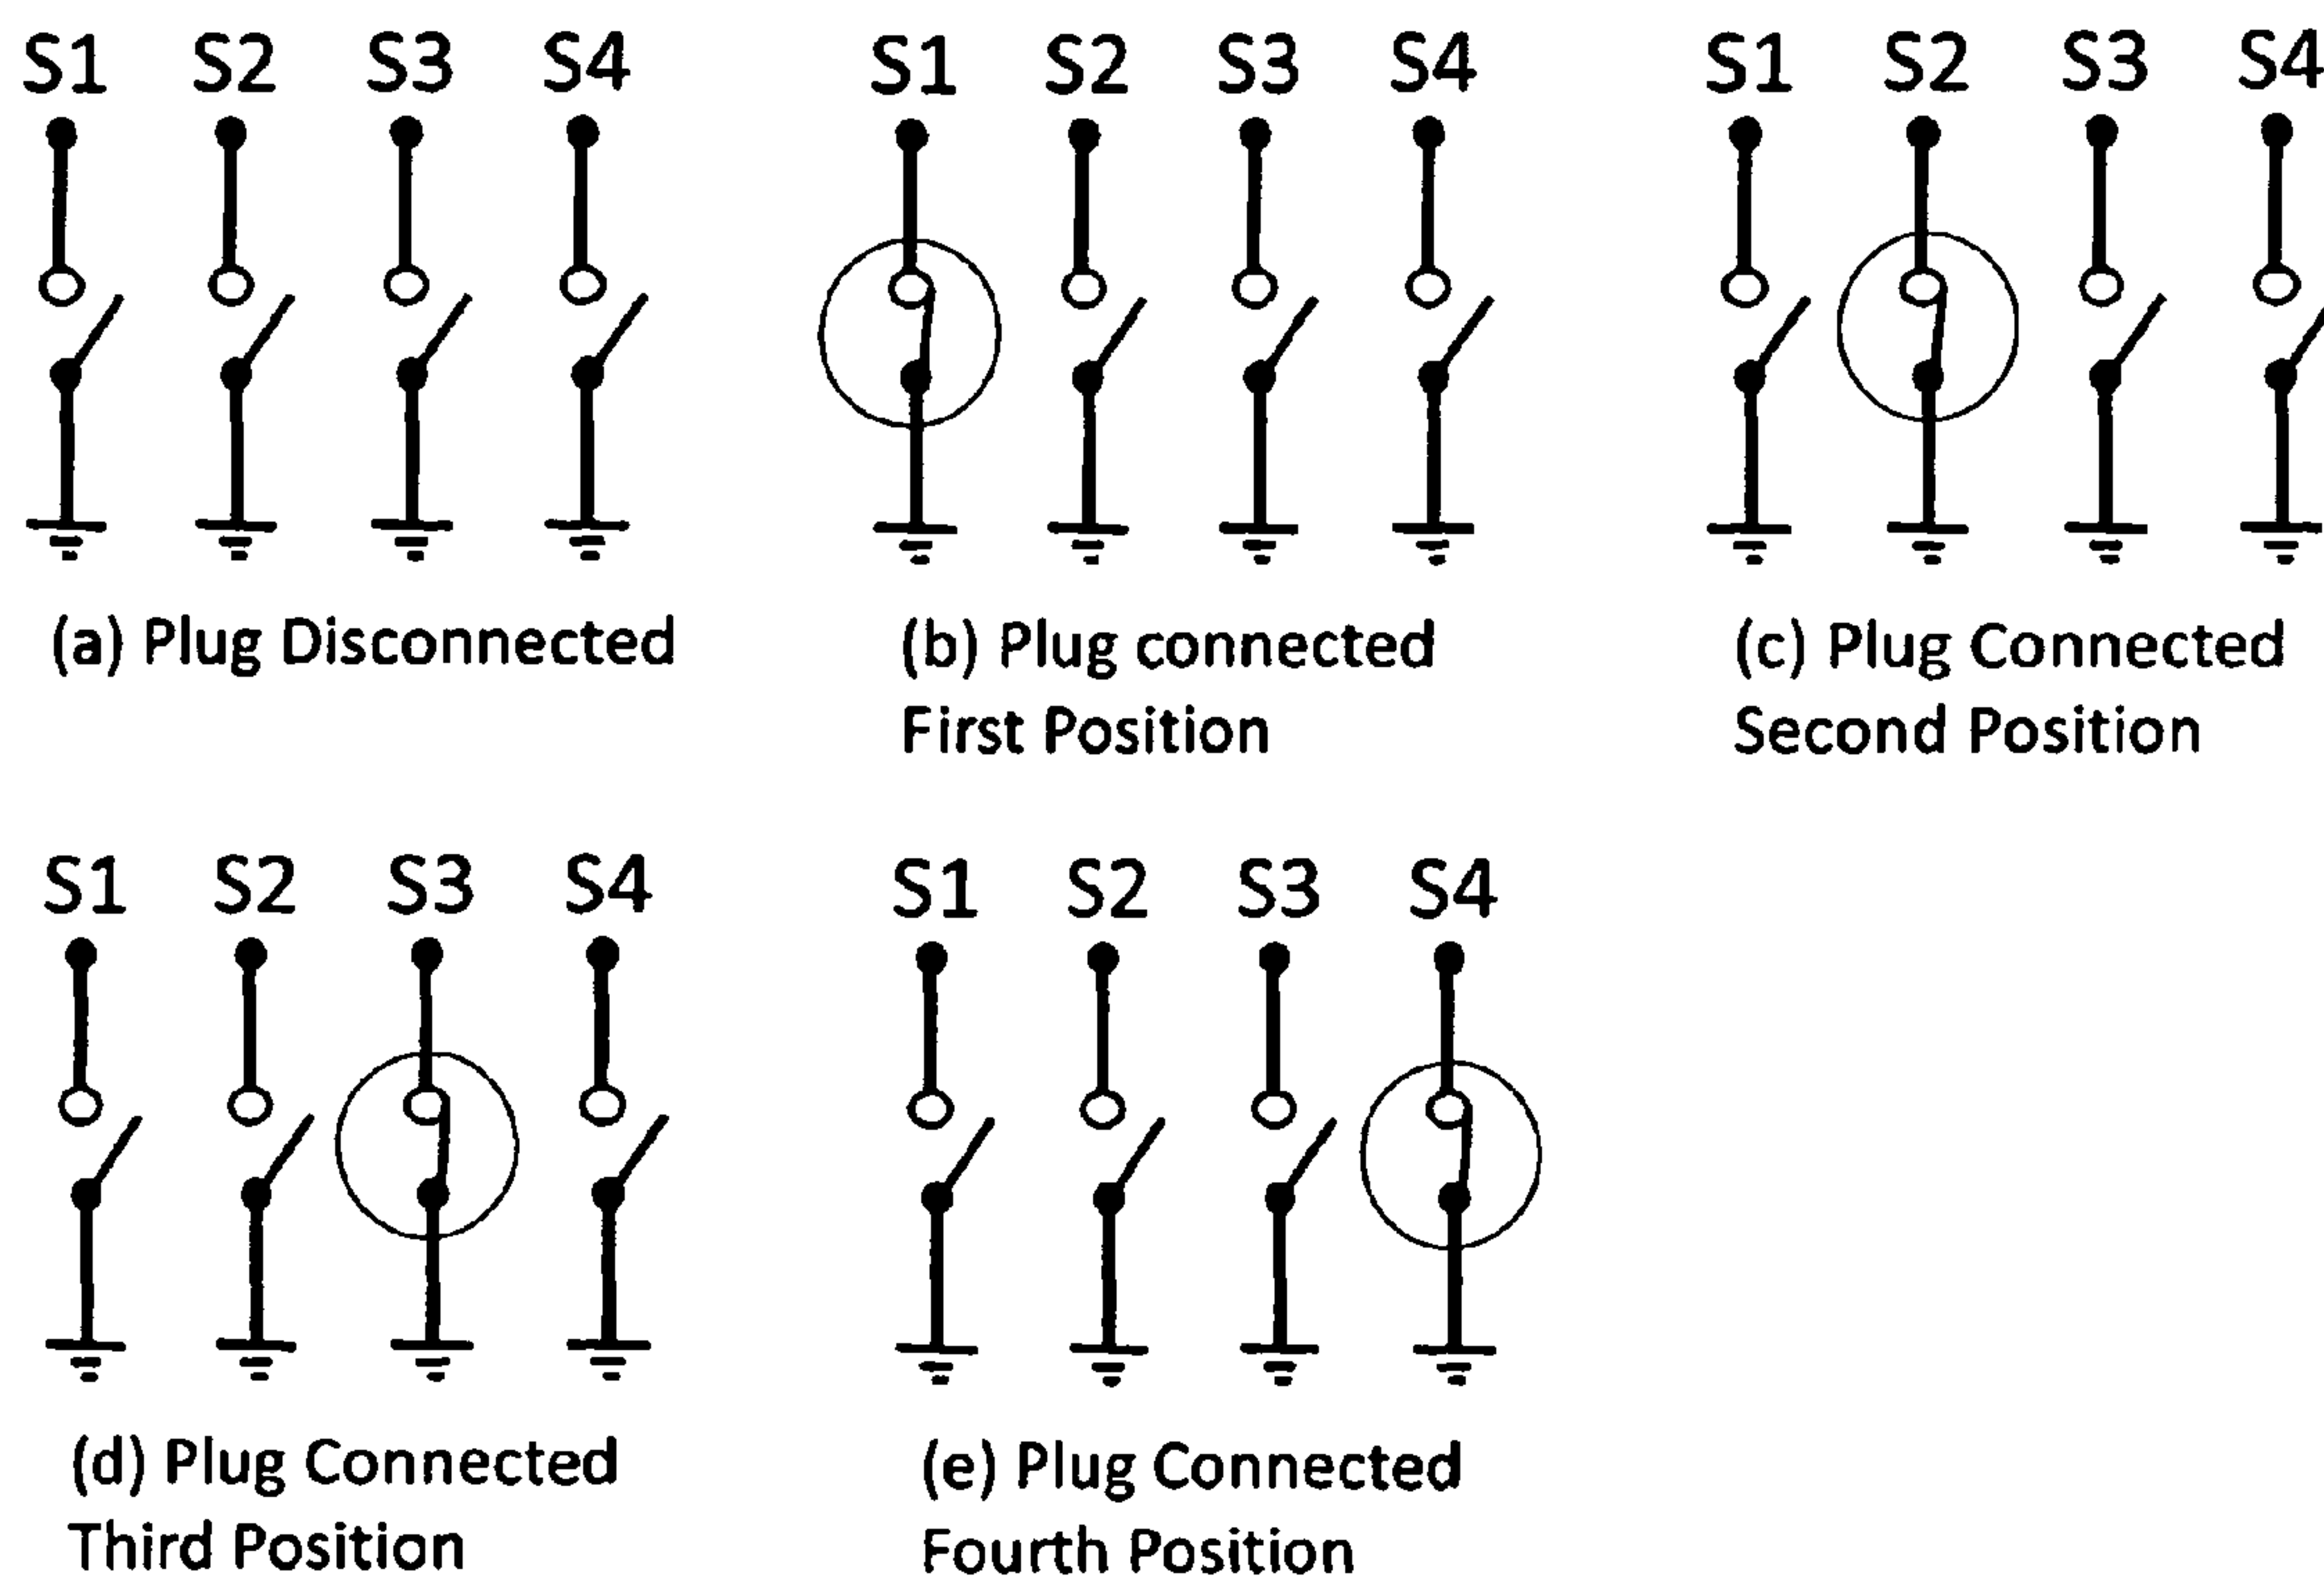 S1 S2 S3 S4
S1 S2 S3 S4
S1 S2 S3 S4
(a) Plug Disconnected
(b) Plug connected
First Position
(c) Plug Connected
Second Position
S1 S2 S3 S4
S1 S2 S3 S4
(d) Plug Connected
Third Position
(e) Plug Connected
Fourth Position